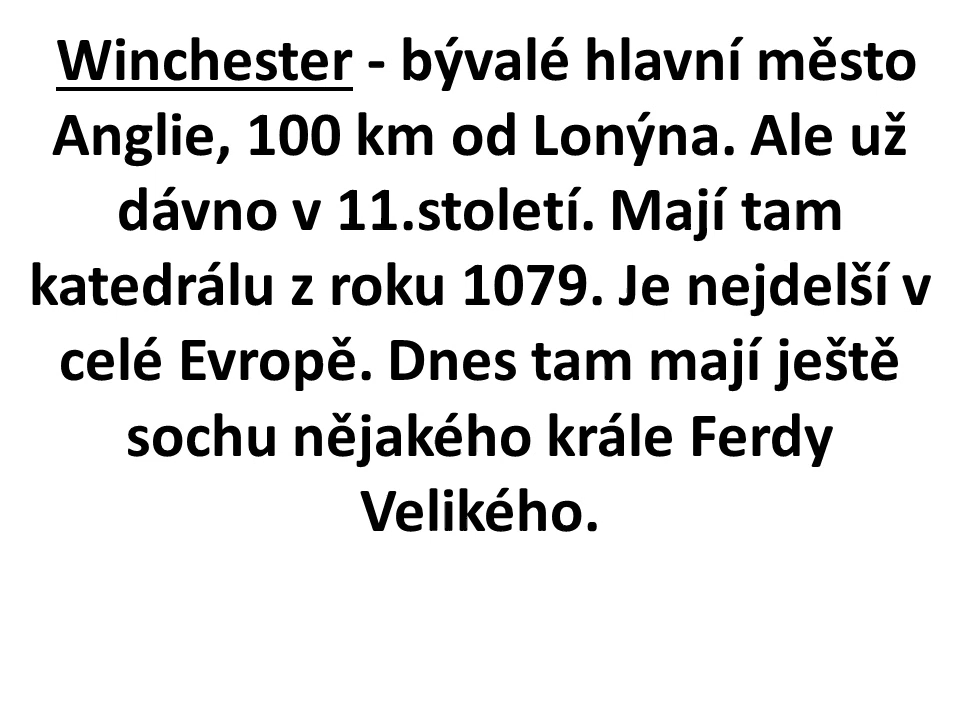 Winchester - bývalé hlavní město
Anglie, 100 km od Lonýna. Ale už
dávno v 11.století. Mají tam
katedrálu z roku 1079. Je nejdelší v
celé Evropě. Dnes tam mají ještě
sochu nějakého krále Ferdy
Velikého.